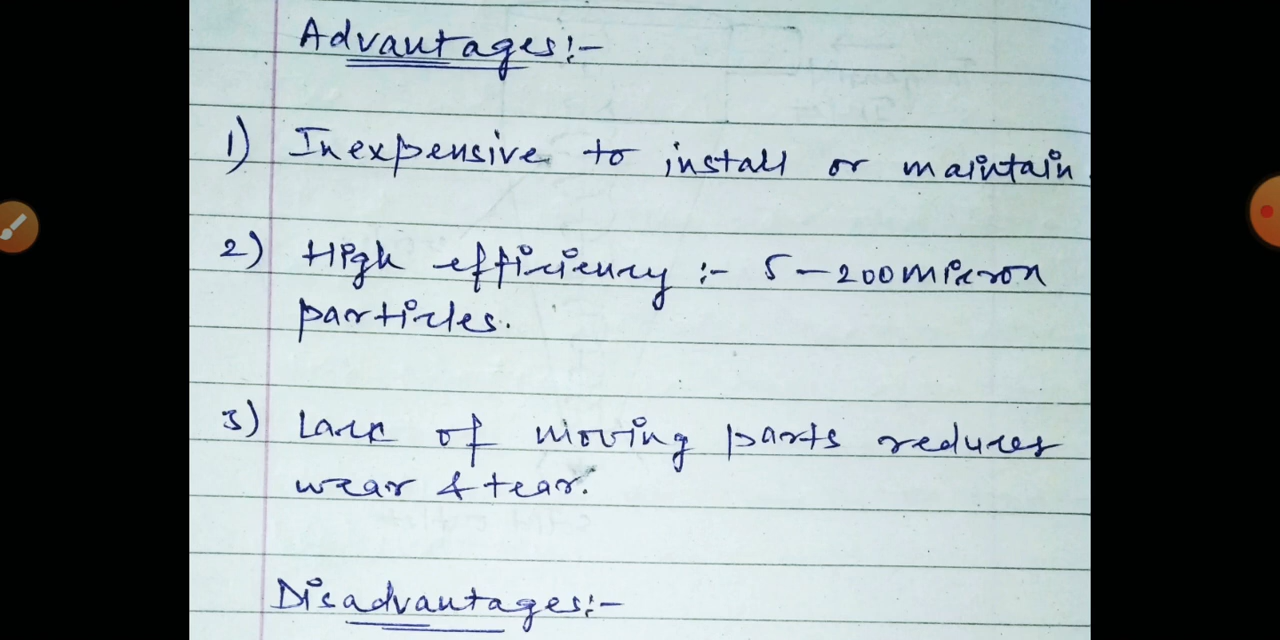 Advantages:-
1) Inexpensive to install or maintain
2) High efficiency :- 5-200 micron
particles.
3) Lack of moving parts reduces
wear & tear.
Disadvantages:-